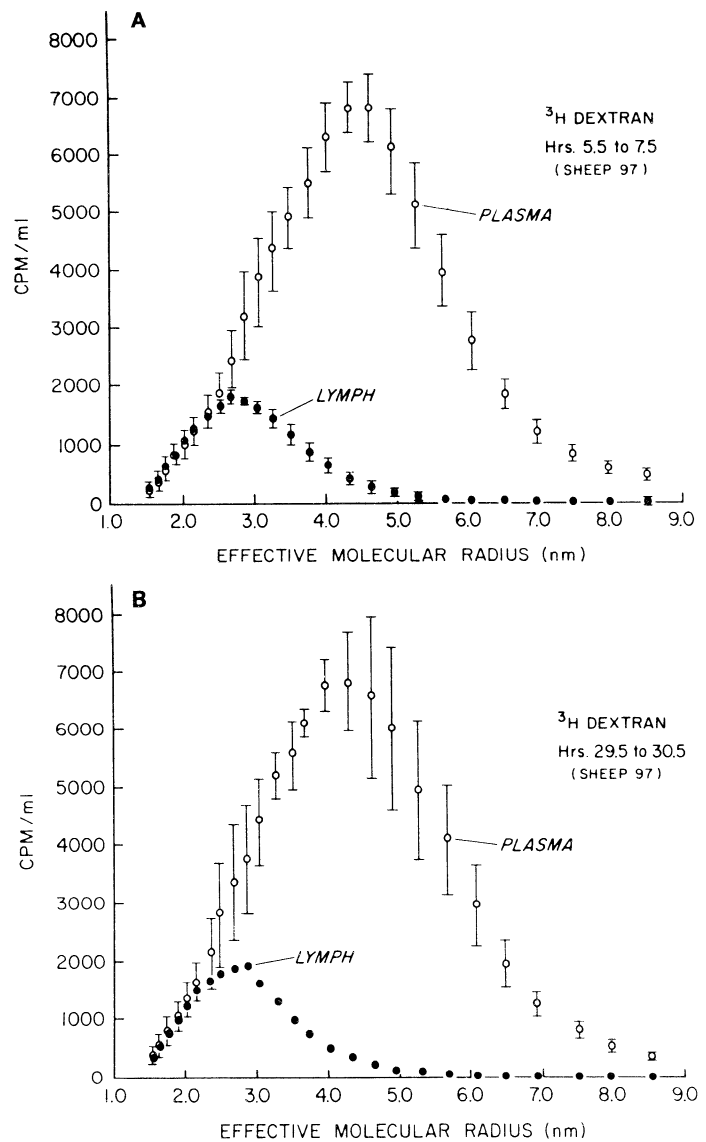 A
8000
7000
6000
5000
4000
3000
2000
1000
0
CPM/ml
³H DEXTRAN
Hrs. 5.5 to 7.5
(SHEEP 97)
PLASMA
LYMPH
1.0 2.0 3.0 4.0 5.0 6.0 7.0 8.0 9.0
EFFECTIVE MOLECULAR RADIUS (nm)
B
8000
7000
6000
5000
4000
3000
2000
1000
0
CPM/ml
³H DEXTRAN
Hrs. 29.5 to 30.5
(SHEEP 97)
PLASMA
LYMPH
1.0 2.0 3.0 4.0 5.0 6.0 7.0 8.0 9.0
EFFECTIVE MOLECULAR RADIUS (nm)